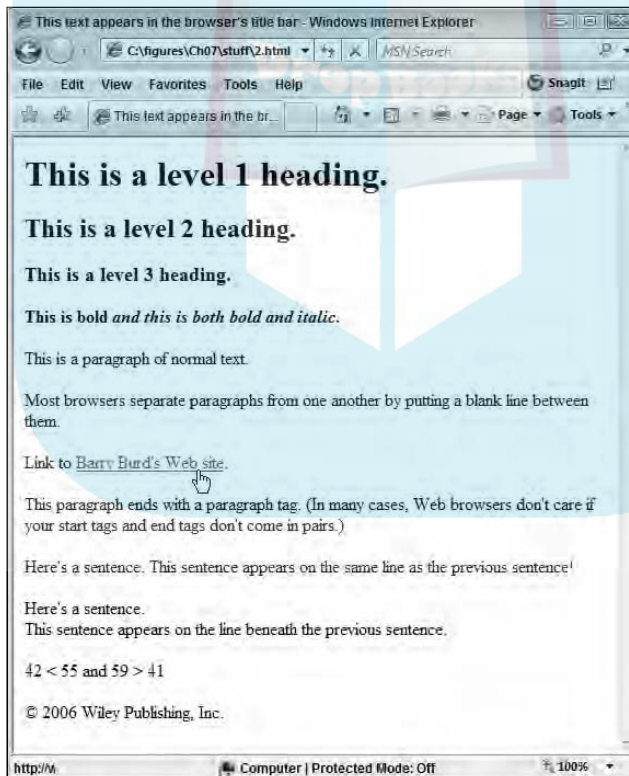 This text appears in the browser's title bar - Windows Internet Explorer
C:\figures\Ch07\stuff\2.html MSN Search
File Edit View Favorites Tools Help SnagIt
This text appears in the br... Page Tools
This is a level 1 heading.
This is a level 2 heading.
This is a level 3 heading.
This is bold and this is both bold and italic.
This is a paragraph of normal text.
Most browsers separate paragraphs from one another by putting a blank line between
them.
Link to Barry Burd's Web site.
This paragraph ends with a paragraph tag. (In many cases, Web browsers don't care if
your start tags and end tags don't come in pairs.)
Here's a sentence. This sentence appears on the same line as the previous sentence!
Here's a sentence.
This sentence appears on the line beneath the previous sentence.
42 < 55 and 59 > 41
© 2006 Wiley Publishing, Inc.
Computer | Protected Mode: Off 100%